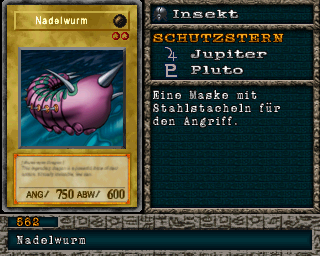 Nadelwurm
ANG/ 750 ABW/ 600
Insekt
SCHUTZSTERN
Jupiter
Pluto
Eine Maske mit
Stahlstacheln für
den Angriff.
562
Nadelwurm